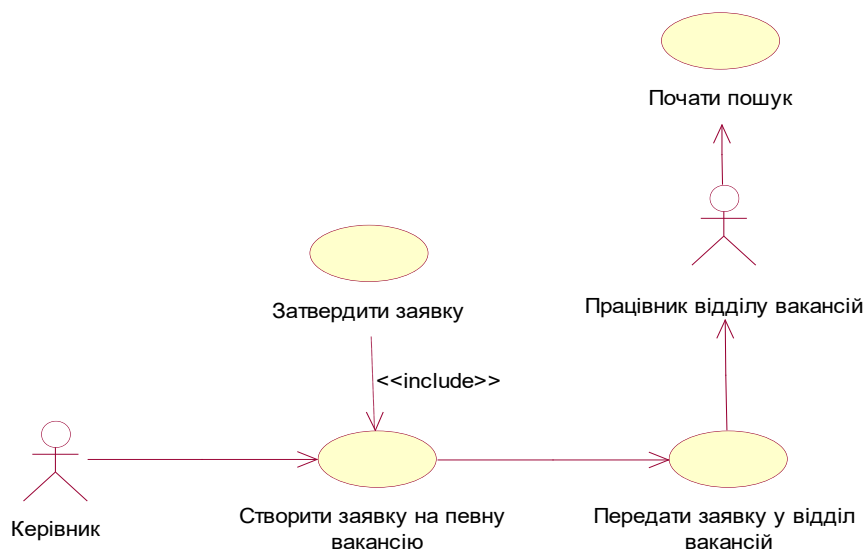 Почати пошук
Затвердити заявку
Працівник відділу вакансій
<<include>>
Керівник
Створити заявку на певну
вакансію
Передати заявку у відділ
вакансій